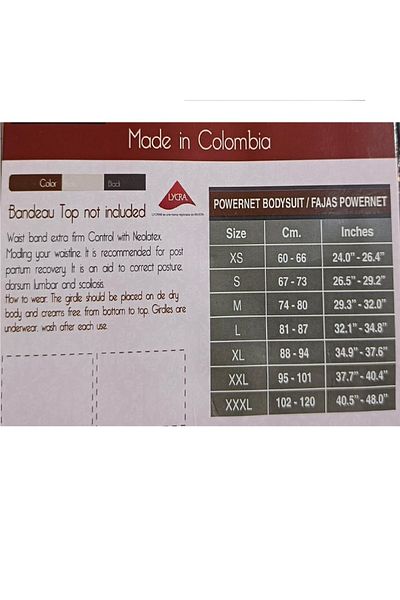 Made in Colombia
Color
Black
LYCRA
Bandeau Top not included
Waist band extra firm Control with Neolatex.
Modling your waistline. It is recommended for post
partum recovery. It is an aid to correct posture,
dorsum lumbar and scoliosis.
How to wear: The girdle should be placed on de dry
body and creams free, from bottom to top. Girdles are
underwear, wash after each use.
POWERNET BODYSUIT / FAJAS POWERNET
Size Cm. Inches
XS 60 - 66 24.0" - 26.4"
S 67 - 73 26.5" - 29.2"
M 74 - 80 29.3" - 32.0"
L 81 - 87 32.1" - 34.8"
XL 88 - 94 34.9" - 37.6"
XXL 95 - 101 37.7" - 40.4"
XXXL 102 - 120 40.5" - 48.0"